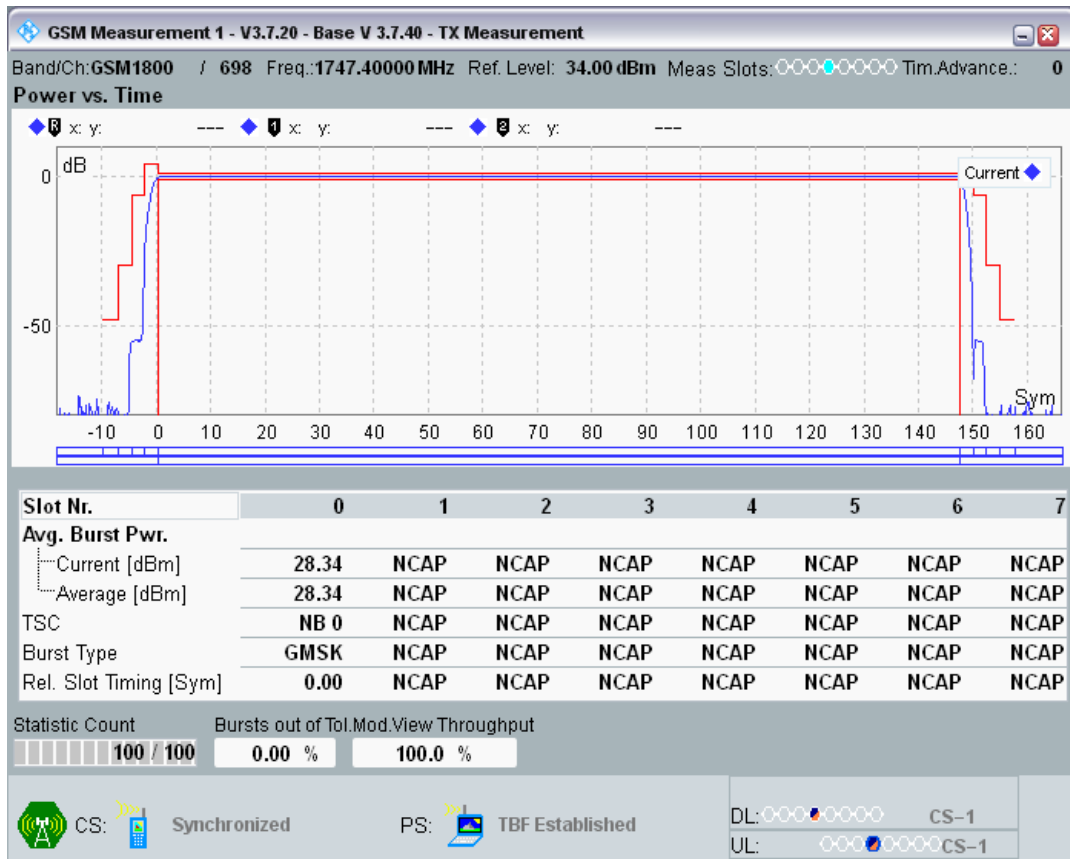 GSM Measurement 1 - V3.7.20 - Base V 3.7.40 - TX Measurement
Band/Ch:GSM1800 / 698 Freq.:1747.40000 MHz Ref. Level: 34.00 dBm Meas Slots: Tim.Advance.: 0
Power vs. Time
R x: y: --- 1 x: y: --- 2 x: y: ---
dB
Current
0
-50
Sym
-10 0 10 20 30 40 50 60 70 80 90 100 110 120 130 140 150 160
Slot Nr. 0 1 2 3 4 5 6 7
Avg. Burst Pwr.
Current [dBm] 28.34 NCAP NCAP NCAP NCAP NCAP NCAP NCAP
Average [dBm] 28.34 NCAP NCAP NCAP NCAP NCAP NCAP NCAP
TSC NB 0 NCAP NCAP NCAP NCAP NCAP NCAP NCAP
Burst Type GMSK NCAP NCAP NCAP NCAP NCAP NCAP NCAP
Rel. Slot Timing [Sym] 0.00 NCAP NCAP NCAP NCAP NCAP NCAP NCAP
Statistic Count Bursts out of Tol.Mod.View Throughput
100 / 100 0.00 % 100.0 %
CS: Synchronized PS: TBF Established
DL: CS-1
UL: CS-1